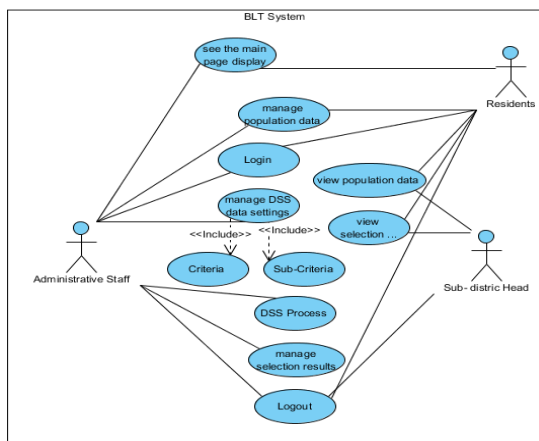 BLT System
see the main
page display
Residents
manage
population data
Login
view population data
manage DSS
data settings
view
selection ...
<<Include>>
<<Include>>
Criteria
Sub-Criteria
Administrative Staff
Sub- distric Head
DSS Process
manage
selection results
Logout